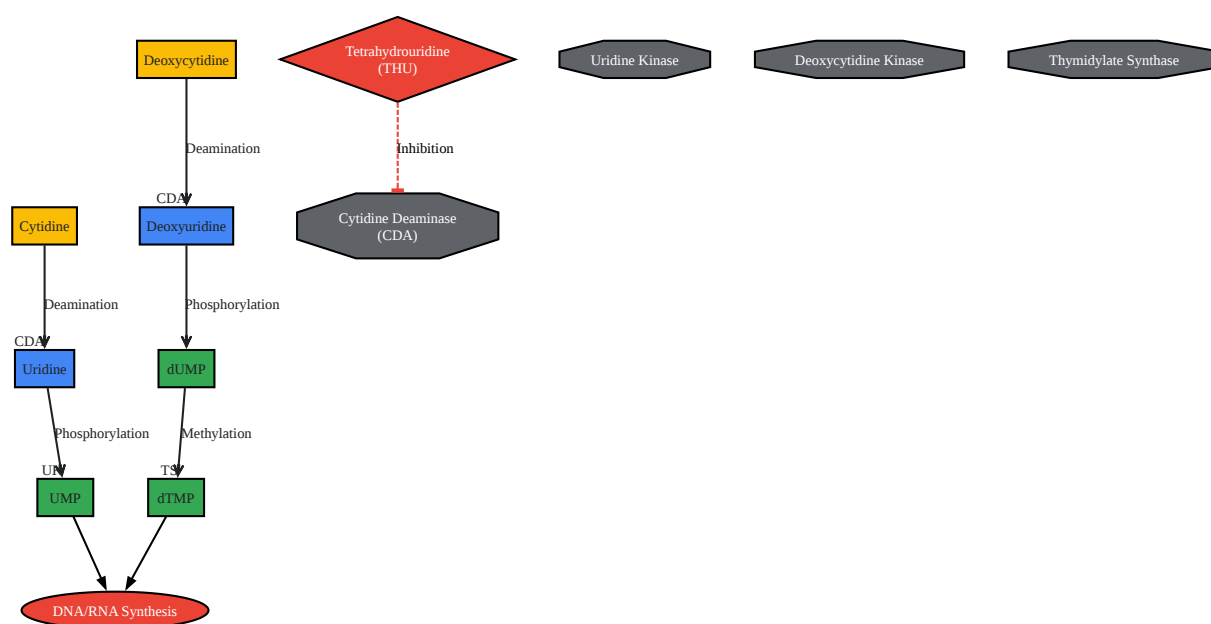 Deoxycytidine
Tetrahydrouridine
(THU)
Uridine Kinase
Deoxycytidine Kinase
Thymidylate Synthase
Deamination
Inhibition
CDA
Cytidine
Deoxyuridine
Cytidine Deaminase
(CDA)
Deamination
Phosphorylation
CDA
Uridine
dUMP
Phosphorylation
Methylation
TS
UMP
dTMP
DNA/RNA Synthesis